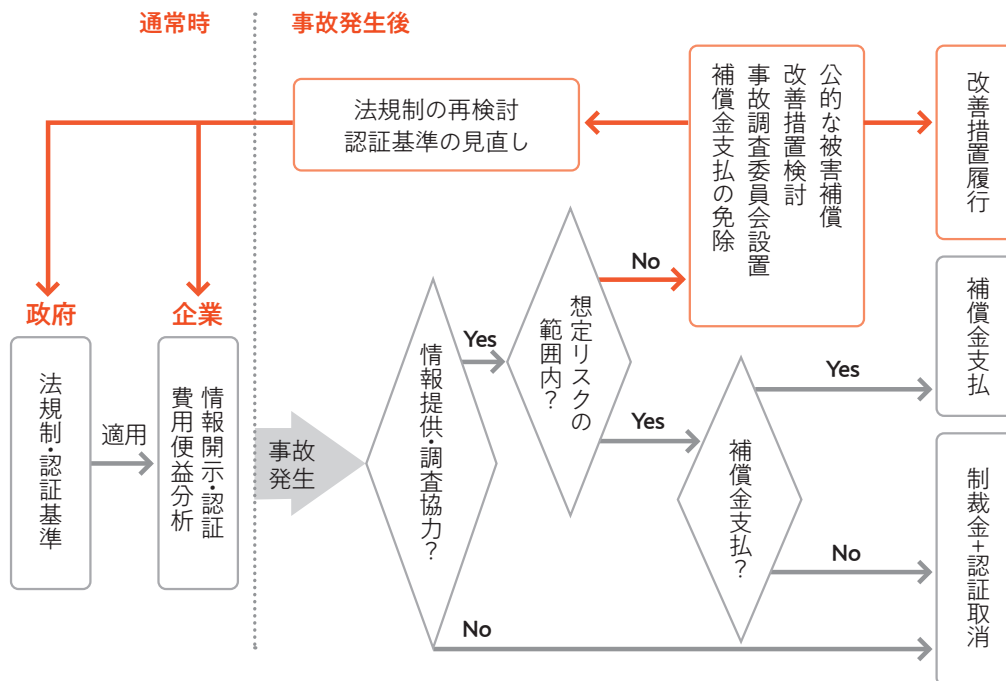 通常時
事故発生後
法規制の再検討
認証基準の見直し
公的な被害補償
改善措置検討
事故調査委員会設置
補償金支払の免除
改善措置履行
政府
企業
法規制・認証基準
適用
情報開示・認証
費用便益分析
事故
発生
情報提供・調査協力?
Yes
No
想定リスクの
範囲内?
No
Yes
補償金支払?
Yes
No
補償金支払
制裁金+認証取消